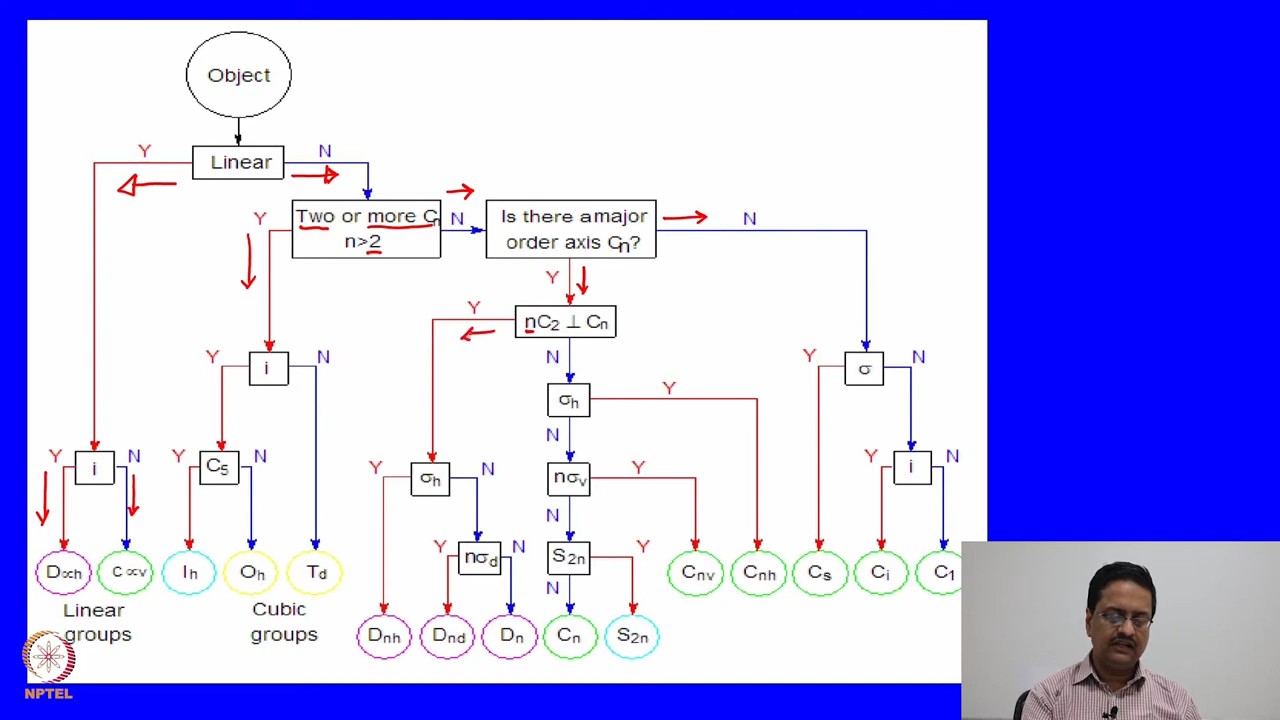 Object
Y
N
Linear
Y
Two or more Cn
n>2
N
Is there a major
order axis Cn?
N
Y
Y
nC2 ⊥ Cn
N
Y
i
N
Y
σ
N
σh
Y
N
Y
i
N
Y
C5
N
Y
σh
N
nσv
Y
Y
i
N
N
Y
nσd
N
S2n
Y
N
D∝h
C∝v
Ih
Oh
Td
Cnv
Cnh
Cs
Ci
C1
Linear
groups
Cubic
groups
Dnh
Dnd
Dn
Cn
S2n
NPTEL